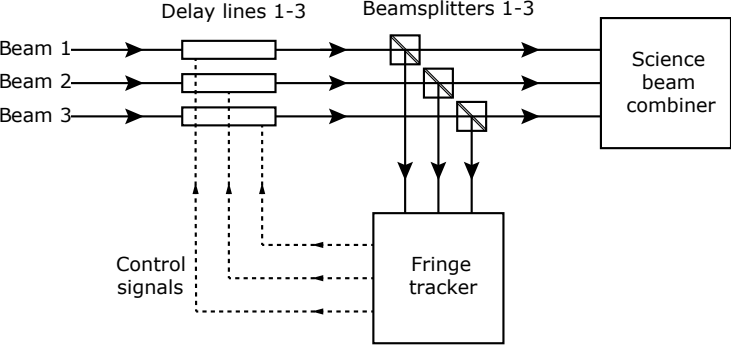 Delay lines 1-3
Beamsplitters 1-3
Beam 1
Beam 2
Beam 3
Science
beam
combiner
Control
signals
Fringe
tracker